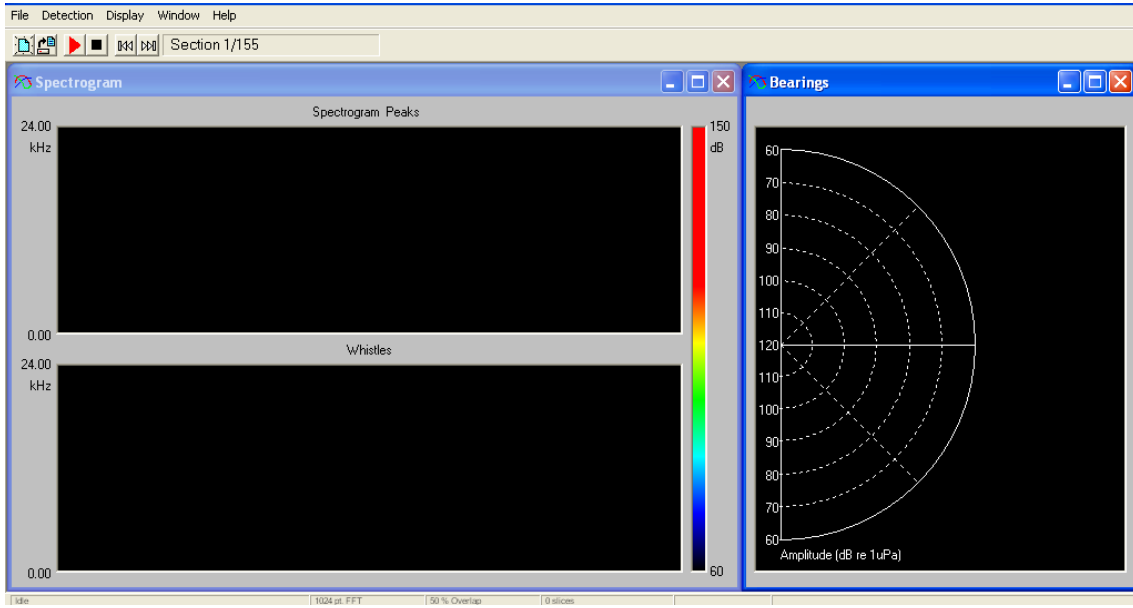 File Detection Display Window Help
Section 1/155
Spectrogram
Spectrogram Peaks
24.00
kHz
0.00
Whistles
24.00
kHz
0.00
150
dB
60
Bearings
60
70
80
90
100
110
120
110
100
90
80
70
60
Amplitude (dB re 1uPa)
Idle 1024 pt. FFT 50 % Overlap 0 slices